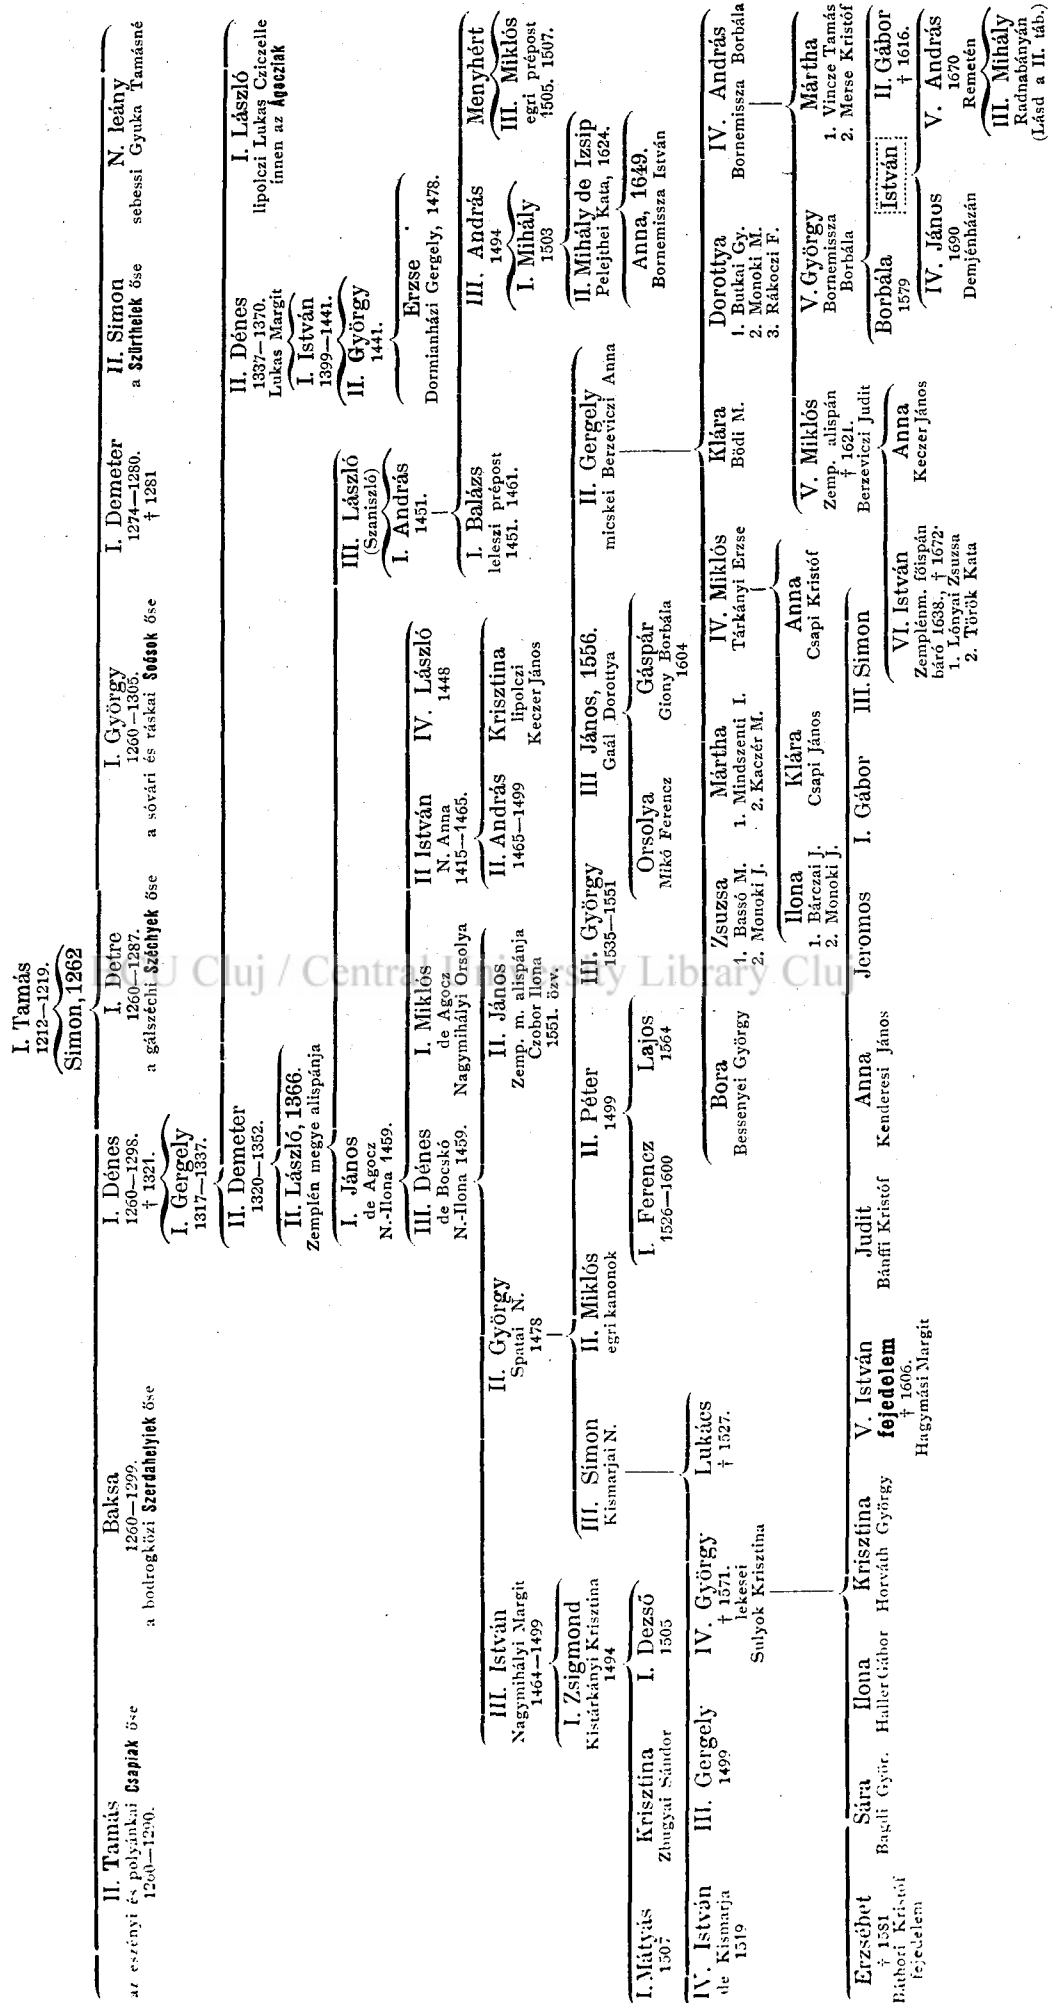 I. Tamás
1212—1219.
Simon, 1262
II. Tamás
az eszényi és polyánkai Csapiak őse
1260—1290.
Baksa
1260—1299.
a bodrogközi Szerdahelyiek őse
I. Dénes
1260—1298.
† 1321.
I. Detre
1260—1287.
a gálszéchi Széchyek őse
I. György
1260—1305.
a sóvári és ráskai Soósok őse
I. Demeter
1274—1280.
† 1281
II. Simon
a Szürthelek őse
N. leány
sebessi Gyuka Tamásné
I. Gergely
1317—1337.
II. Demeter
1320—1352.
II. Dénes
1337—1370.
Lukas Margit
I. László
lipolczi Lukas Cziczelle
innen az Ágocziak
II. László, 1366.
Zemplén megye alispánja
I. István
1399—1441.
II. György
1441.
Erzse
Dormianházi Gergely, 1478.
I. János
de Agocz
N.-Ilona 1459.
III. László
(Szaniszló)
I. András
1451.
III. Dénes
de Bocskó
N.-Ilona 1459.
I. Miklós
de Agocz
Nagymihályi Orsolya
II István
N. Anna
1415—1465.
IV. László
1448
I. Balázs
leleszi prépost
1451. 1461.
III. András
1494
Menyhért
III. Miklós
egri prépost
1505. 1507.
I. Mihály
1503
II. Mihály de Izsip
Pelejthei Kata, 1624.
Anna, 1649.
Bornemissza István
III. István
Nagymihályi Margit
1464—1499
II. György
Spatai N.
1478
II. János
Zemp. m. alispánja
Czobor Ilona
1551. özv.
II. András
1465—1499
Krisztina
lipolczi
Keczer János
I. Zsigmond
Kistárkányi Krisztina
1494
III. Simon
Kismarjai N.
II. Miklós
egri kanonok
II. Péter
1499
III. György
1535—1551
III János, 1556.
Gaál Dorottya
II. Gergely
micskei Berzeviczi Anna
I. Mátyás
1507
Krisztina
Zbugyai Sándor
I. Dezső
1505
I. Ferencz
1526—1600
Lajos
1564
Orsolya
Mikó Ferencz
Gáspár
Giony Borbála
1604
IV. István
de Kismarja
1519
III. Gergely
1499
IV. György
† 1571.
lekesei
Sulyok Krisztina
Lukács
† 1527.
Bora
Bessenyei György
Zsuzsa
1. Bassó M.
2. Monoki J.
Mártha
1. Mindszenti I.
2. Kaczér M.
IV. Miklós
Tárkányi Erzse
Klára
Bödi M.
Dorottya
1. Butkai Gy.
2. Monoki M.
3. Rákoczi F.
IV. András
Bornemissza Borbála
Ilona
1. Bárczai J.
2. Monoki J.
Klára
Csapi János
Anna
Csapi Kristóf
V. Miklós
Zemp. alispán
† 1621.
Berzeviczi Judit
V. György
Bornemissza
Borbála
Mártha
1. Vincze Tamás
2. Merse Kristóf
Erzsébet
† 1581
Báthori Kristóf
fejedelem
Sára
Bagdi Györ.
Ilona
Haller Gábor
Krisztina
Horváth György
V. István
fejedelem
† 1606.
Hagymási Margit
Judit
Bánffi Kristóf
Anna
Kenderesi János
Jeromos
I. Gábor
III. Simon
VI. István
Zemplénm. főispán
báró 1638., † 1672.
1. Lónyai Zsuzsa
2. Török Kata
Anna
Keczer János
Borbála
1579
István
II. Gábor
† 1616.
IV. János
1690
Demjénházán
V. András
1670
Remetén
III. Mihály
Radnabányán
(Lásd a II. táb.)
BCU Cluj / Central University Library Cluj